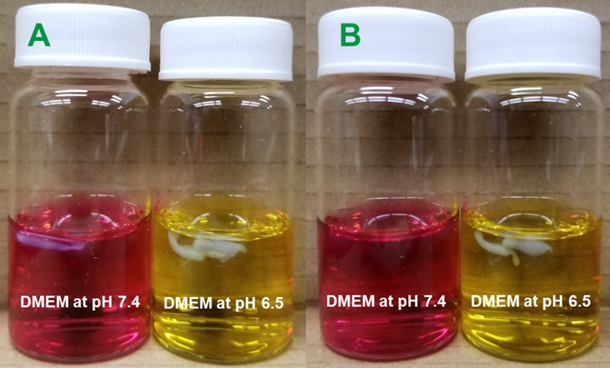 A
B
DMEM at pH 7.4
DMEM at pH 6.5
DMEM at pH 7.4
DMEM at pH 6.5